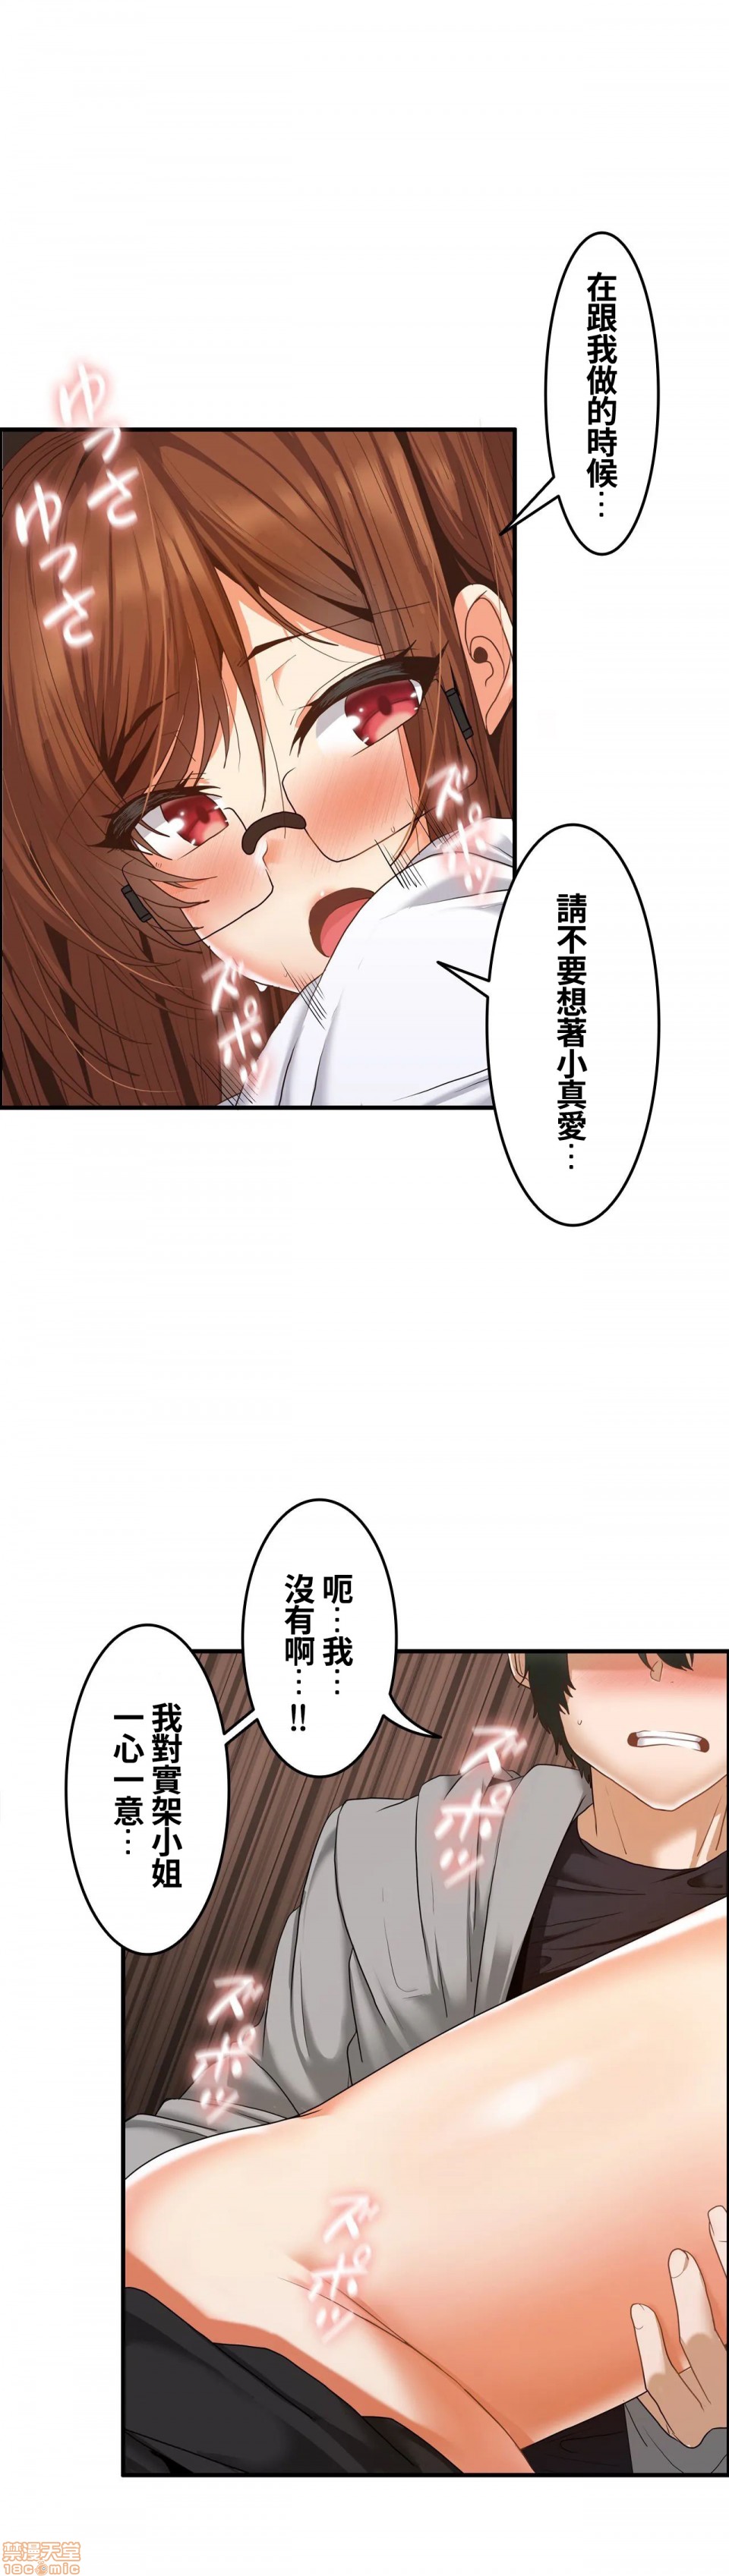 在跟我做的時候…
ゆっさ
ゆっさ
請不要想著小真愛…
ズポッ
ズポッ
呃…我…
沒有啊…!!
我對實架小姐
一心一意…
ズポッ
ズポッ
ズポッ
禁漫天堂
18comic